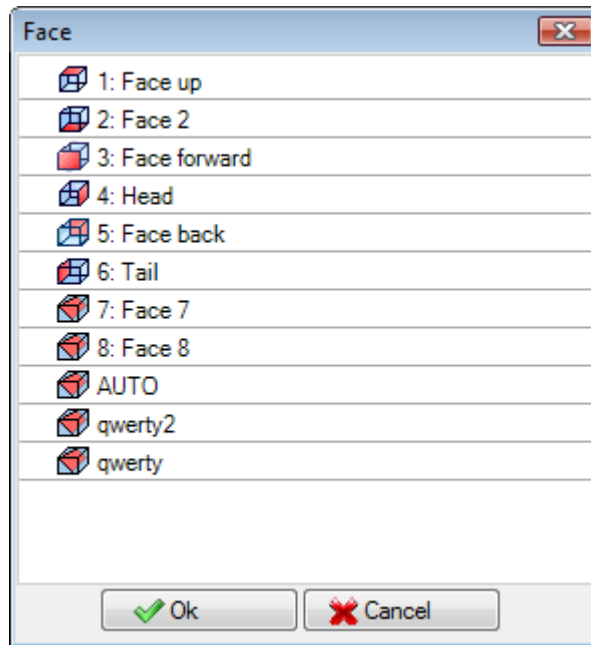 Face
1: Face up
2: Face 2
3: Face forward
4: Head
5: Face back
6: Tail
7: Face 7
8: Face 8
AUTO
qwerty2
qwerty
Ok Cancel